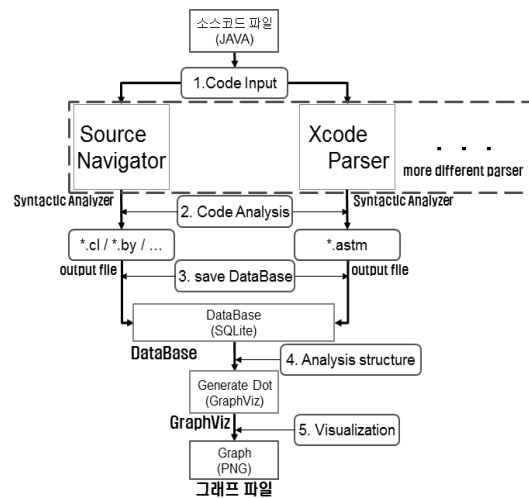 소스코드 파일
(JAVA)
1.Code Input
Source
Navigator
Xcode
Parser
. . .
more different parser
Syntactic Analyzer
2. Code Analysis
Syntactic Analyzer
*.cl / *.by / ...
*.astm
output file
3. save DataBase
output file
DataBase
(SQLite)
DataBase
4. Analysis structure
Generate Dot
(GraphViz)
GraphViz
5. Visualization
Graph
(PNG)
그래프 파일